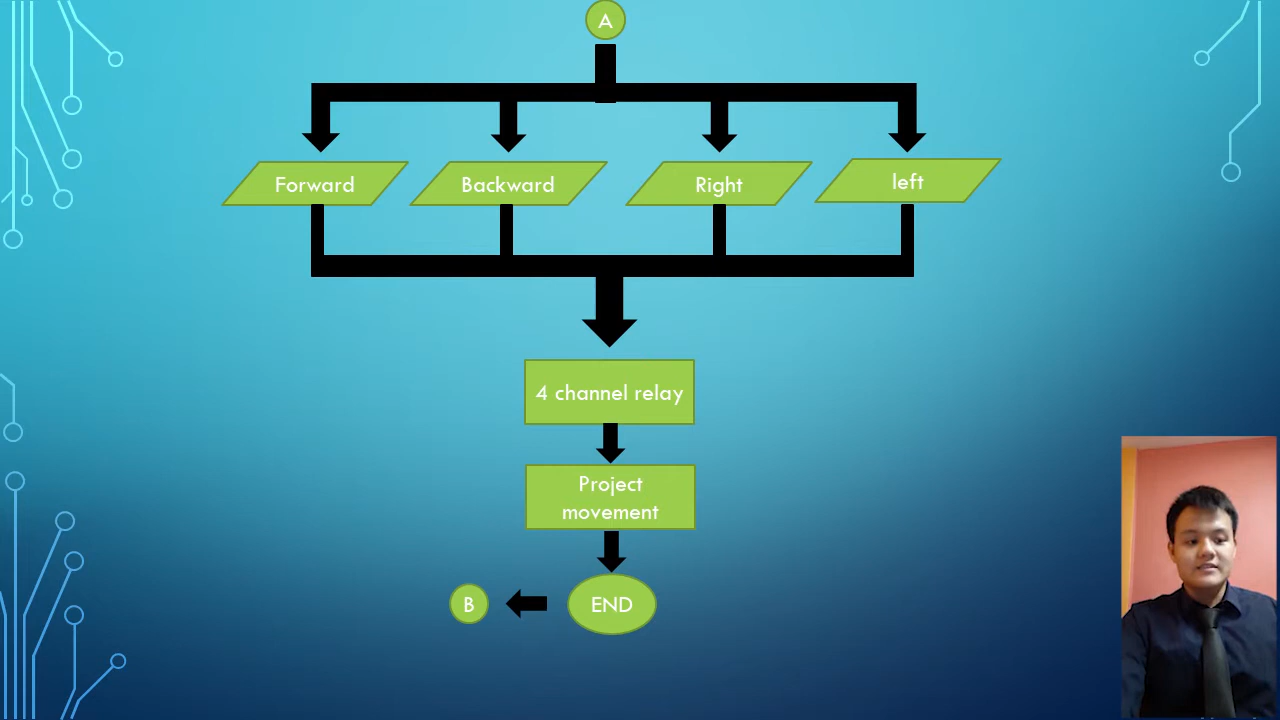 A
Forward
Backward
Right
left
4 channel relay
Project
movement
B
END